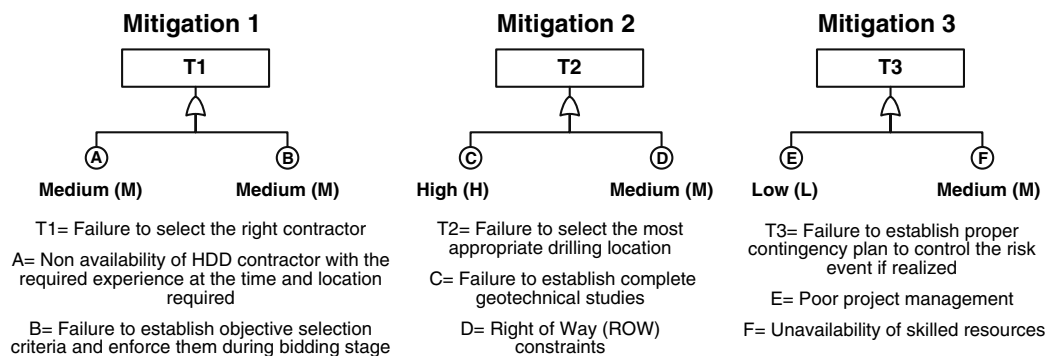 Mitigation 1
T1
A
B
Medium (M)
Medium (M)
T1= Failure to select the right contractor
A= Non availability of HDD contractor with the
required experience at the time and location
required
B= Failure to establish objective selection
criteria and enforce them during bidding stage
Mitigation 2
T2
C
D
High (H)
Medium (M)
T2= Failure to select the most
appropriate drilling location
C= Failure to establish complete
geotechnical studies
D= Right of Way (ROW)
constraints
Mitigation 3
T3
E
F
Low (L)
Medium (M)
T3= Failure to establish proper
contingency plan to control the risk
event if realized
E= Poor project management
F= Unavailability of skilled resources